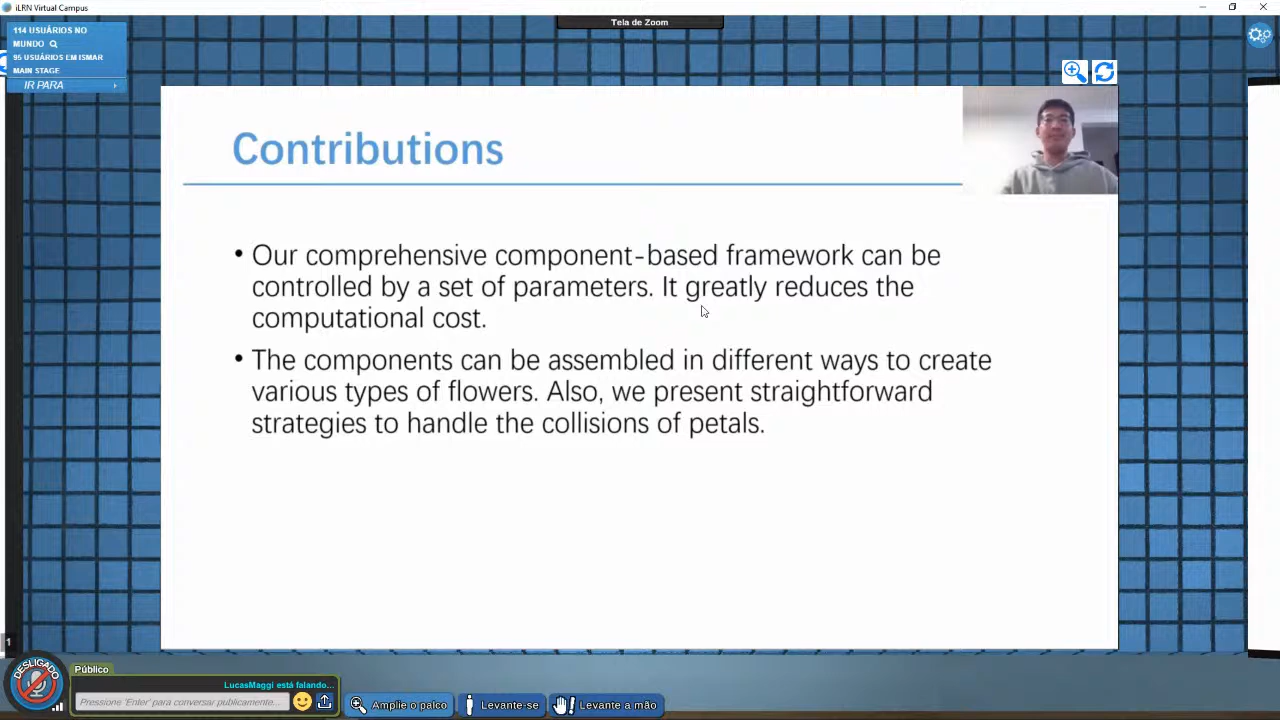 iLRN Virtual Campus
Tela de Zoom
114 USUÁRIOS NO
MUNDO
95 USUÁRIOS EM ISMAR
MAIN STAGE
IR PARA
Contributions
• Our comprehensive component-based framework can be
controlled by a set of parameters. It greatly reduces the
computational cost.
• The components can be assembled in different ways to create
various types of flowers. Also, we present straightforward
strategies to handle the collisions of petals.
1
DESLIGADO
Público
LucasMaggi está falando...
Pressione 'Enter' para conversar publicamente...
Amplie o palco
Levante-se
Levante a mão